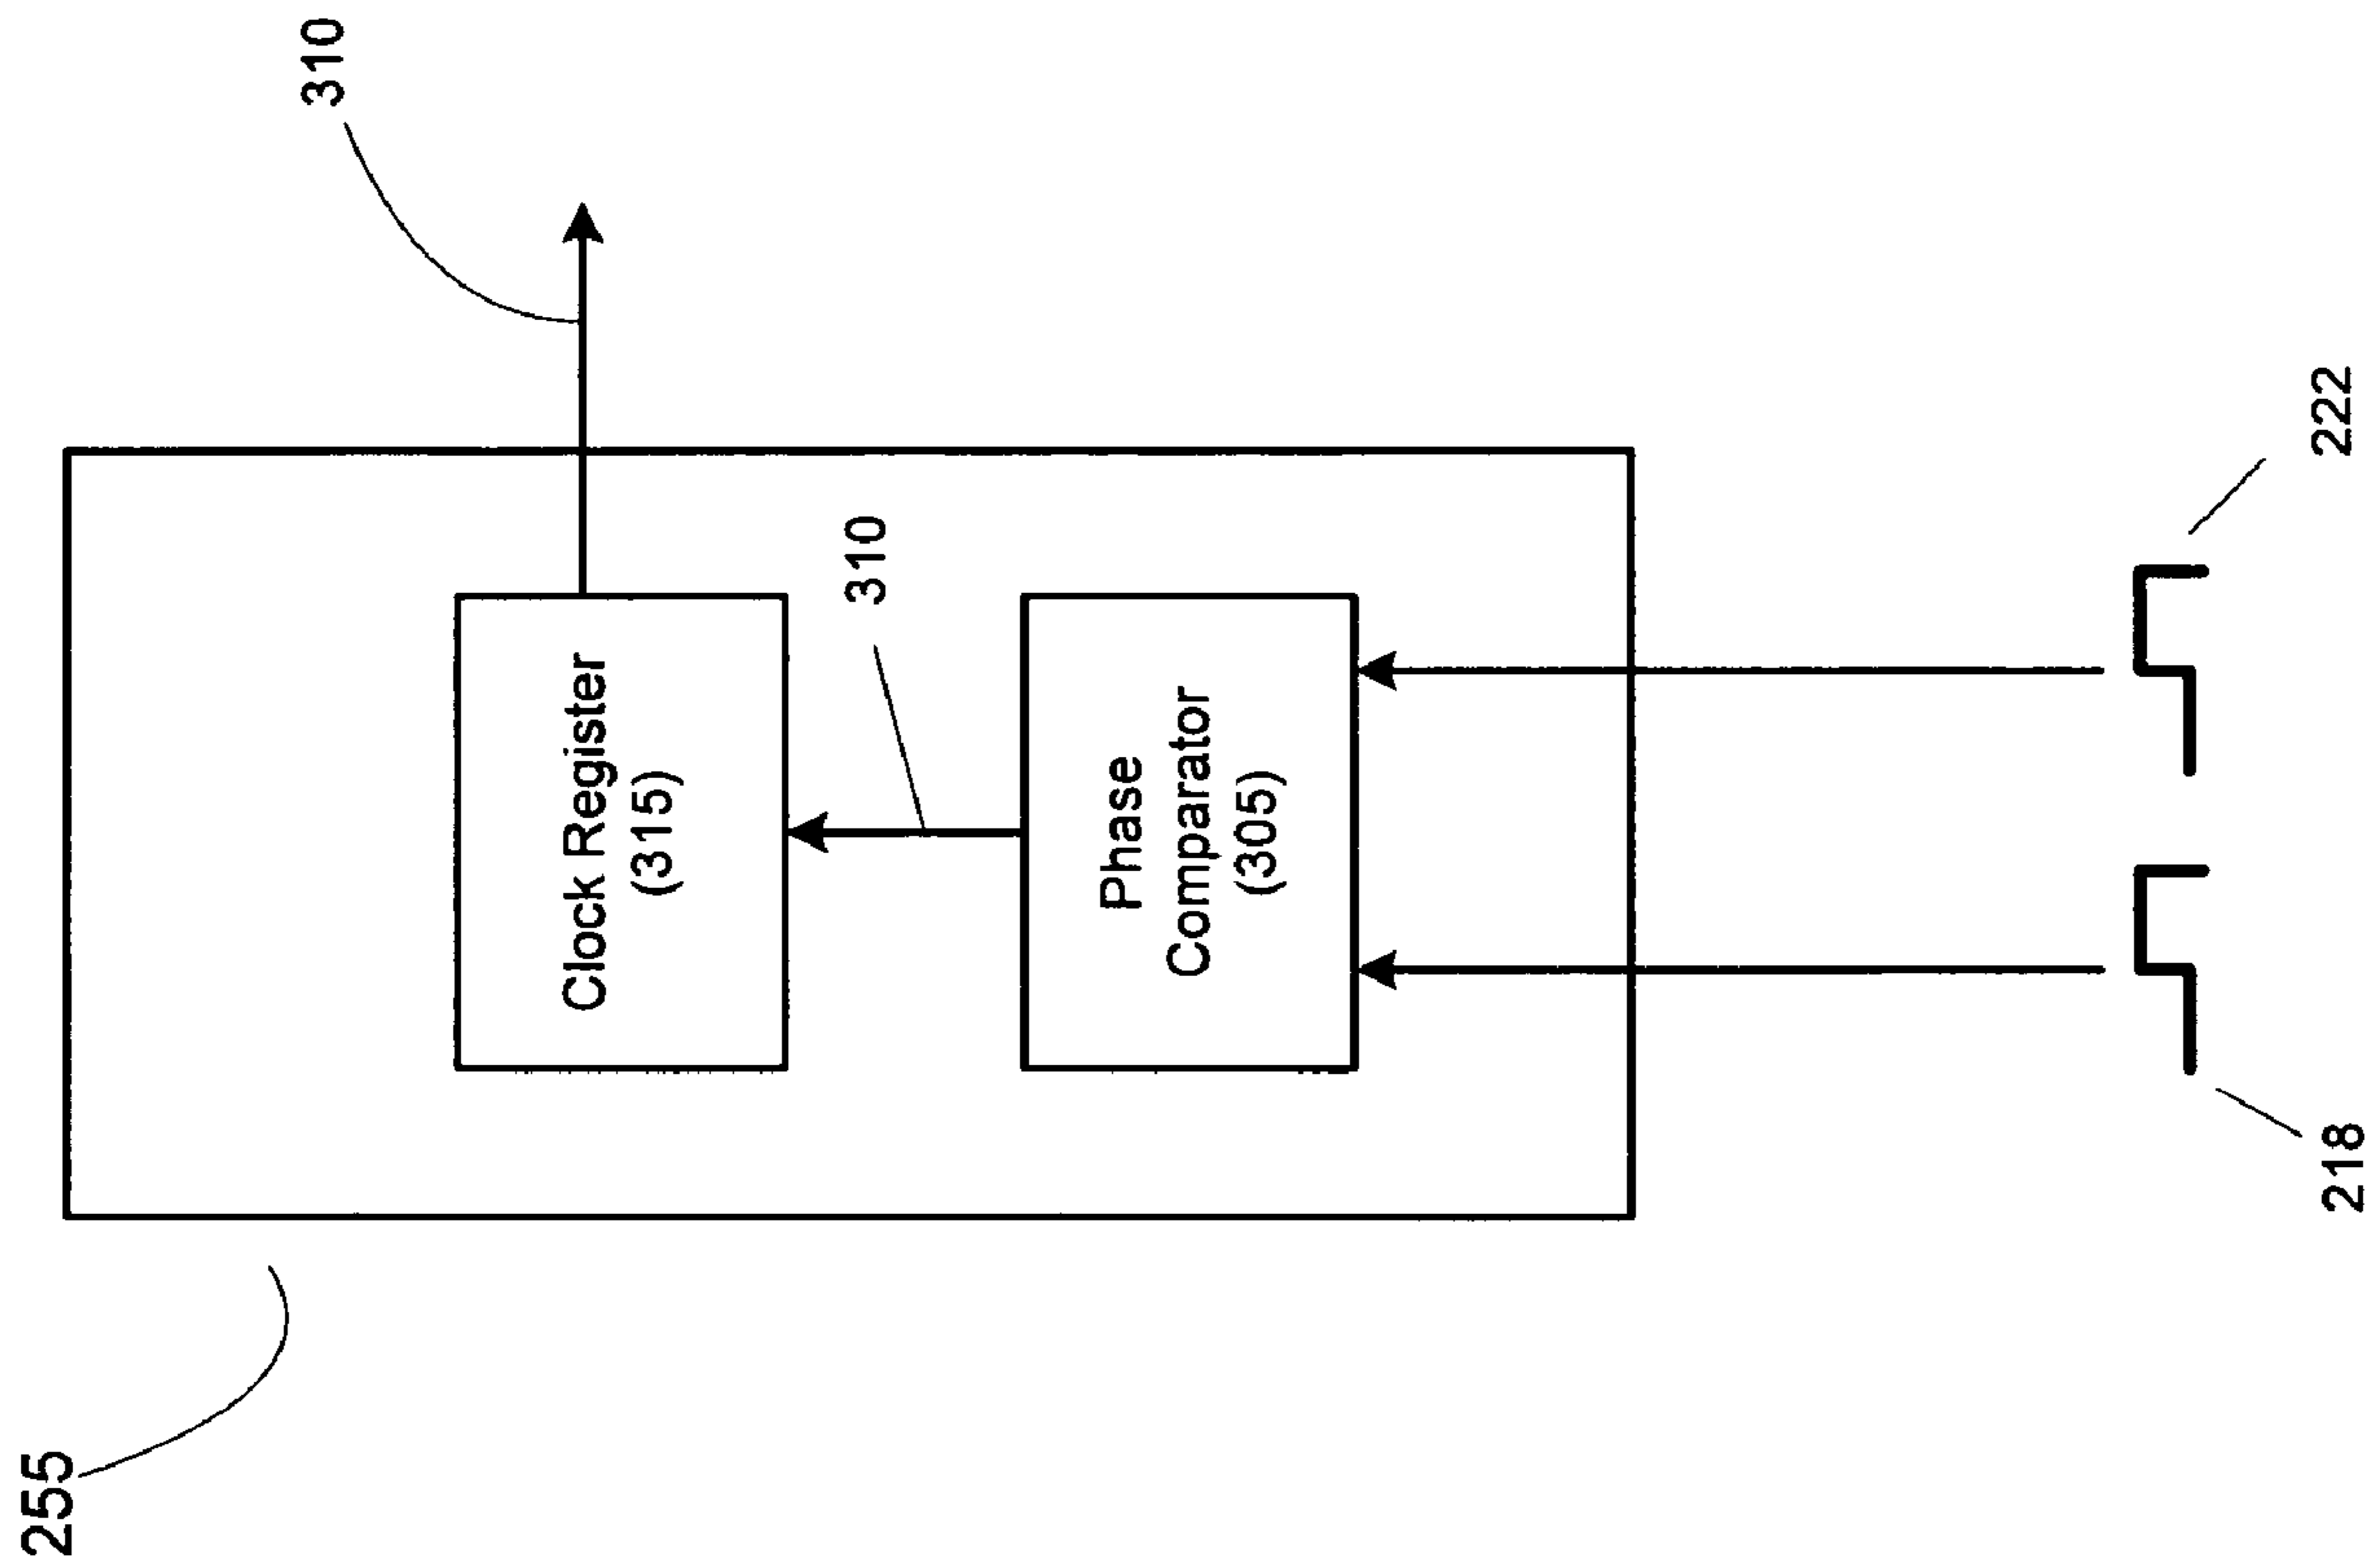 255
310
Clock Register
(315)
310
Phase
Comparator
(305)
218
222